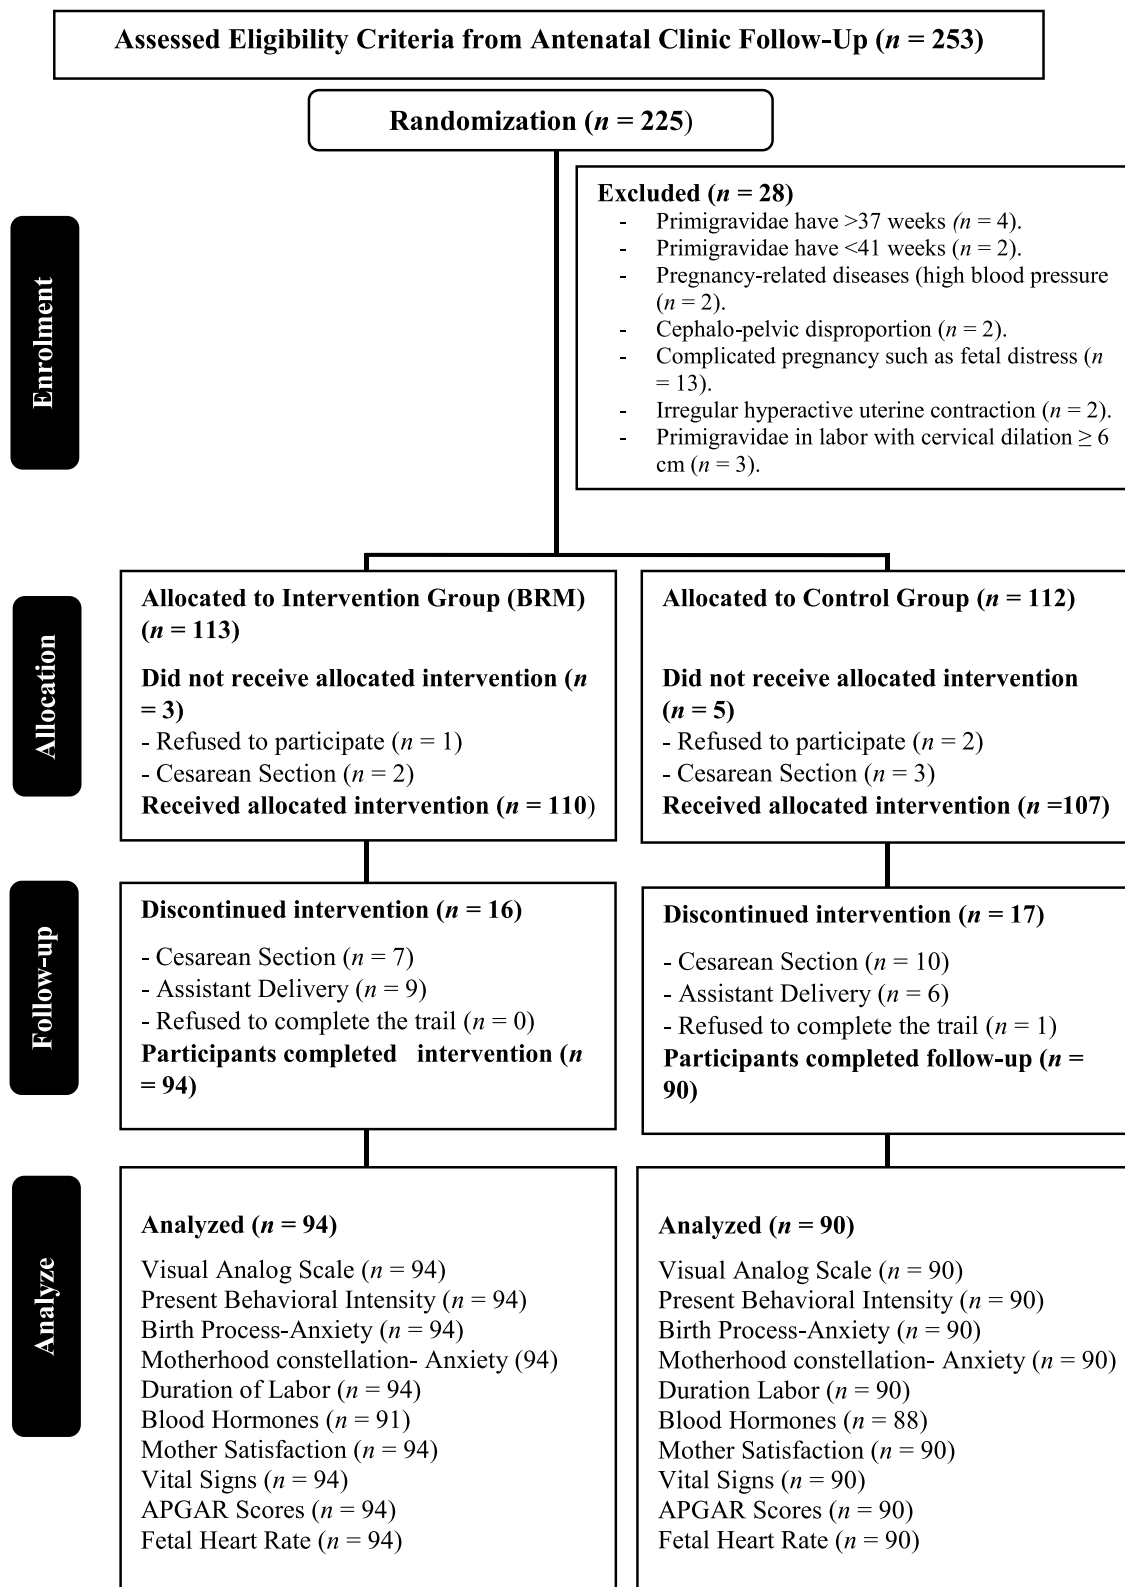 Assessed Eligibility Criteria from Antenatal Clinic Follow-Up (n = 253)
Randomization (n = 225)
Enrolment
Excluded (n = 28)
- Primigravidae have >37 weeks (n = 4).
- Primigravidae have <41 weeks (n = 2).
- Pregnancy-related diseases (high blood pressure
(n = 2).
- Cephalo-pelvic disproportion (n = 2).
- Complicated pregnancy such as fetal distress (n
= 13).
- Irregular hyperactive uterine contraction (n = 2).
- Primigravidae in labor with cervical dilation ≥ 6
cm (n = 3).
Allocation
Allocated to Intervention Group (BRM)
(n = 113)
Did not receive allocated intervention (n
= 3)
- Refused to participate (n = 1)
- Cesarean Section (n = 2)
Received allocated intervention (n = 110)
Allocated to Control Group (n = 112)
Did not receive allocated intervention
(n = 5)
- Refused to participate (n = 2)
- Cesarean Section (n = 3)
Received allocated intervention (n =107)
Follow-up
Discontinued intervention (n = 16)
- Cesarean Section (n = 7)
- Assistant Delivery (n = 9)
- Refused to complete the trail (n = 0)
Participants completed intervention (n
= 94)
Discontinued intervention (n = 17)
- Cesarean Section (n = 10)
- Assistant Delivery (n = 6)
- Refused to complete the trail (n = 1)
Participants completed follow-up (n =
90)
Analyze
Analyzed (n = 94)
Visual Analog Scale (n = 94)
Present Behavioral Intensity (n = 94)
Birth Process-Anxiety (n = 94)
Motherhood constellation- Anxiety (94)
Duration of Labor (n = 94)
Blood Hormones (n = 91)
Mother Satisfaction (n = 94)
Vital Signs (n = 94)
APGAR Scores (n = 94)
Fetal Heart Rate (n = 94)
Analyzed (n = 90)
Visual Analog Scale (n = 90)
Present Behavioral Intensity (n = 90)
Birth Process-Anxiety (n = 90)
Motherhood constellation- Anxiety (n = 90)
Duration Labor (n = 90)
Blood Hormones (n = 88)
Mother Satisfaction (n = 90)
Vital Signs (n = 90)
APGAR Scores (n = 90)
Fetal Heart Rate (n = 90)